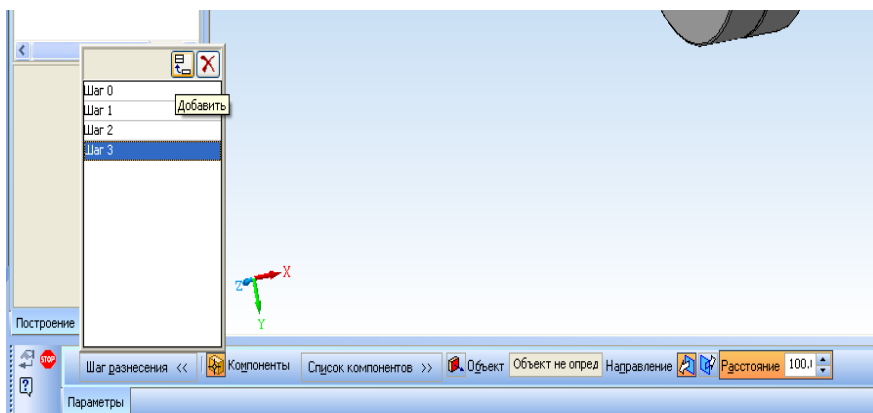 Шаг 0
Добавить
Шаг 1
Шаг 2
Шаг 3
X
Z
Y
Построение
STOP
Шаг разнесения <<
Компоненты
Список компонентов >>
Объект
Объект не опред
Направление
Расстояние
100,
?
Параметры